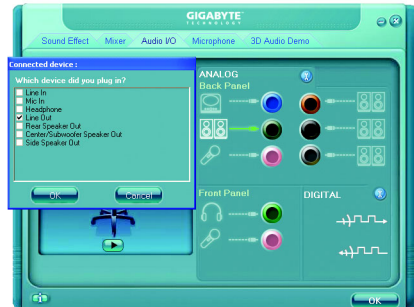 GIGABYTE
TECHNOLOGY
Sound Effect Mixer Audio I/O Microphone 3D Audio Demo
Connected device :
Which device did you plug in?
Line In
Mic In
Headphone
Line Out
Rear Speaker Out
Center/Subwoofer Speaker Out
Side Speaker Out
OK Cancel
ANALOG
Back Panel
Front Panel
DIGITAL
OK